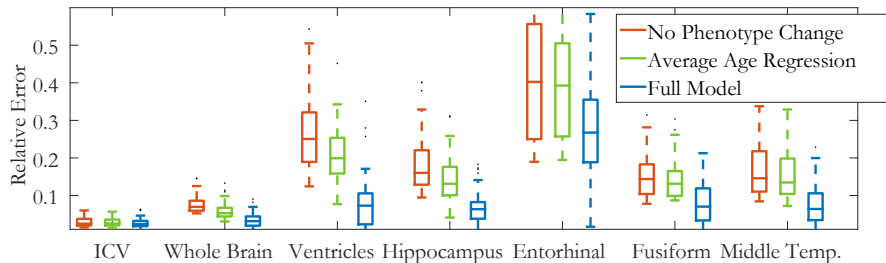 Relative Error
0.5
0.4
0.3
0.2
0.1
No Phenotype Change
Average Age Regression
Full Model
ICV Whole Brain Ventricles Hippocampus Entorhinal Fusiform Middle Temp.